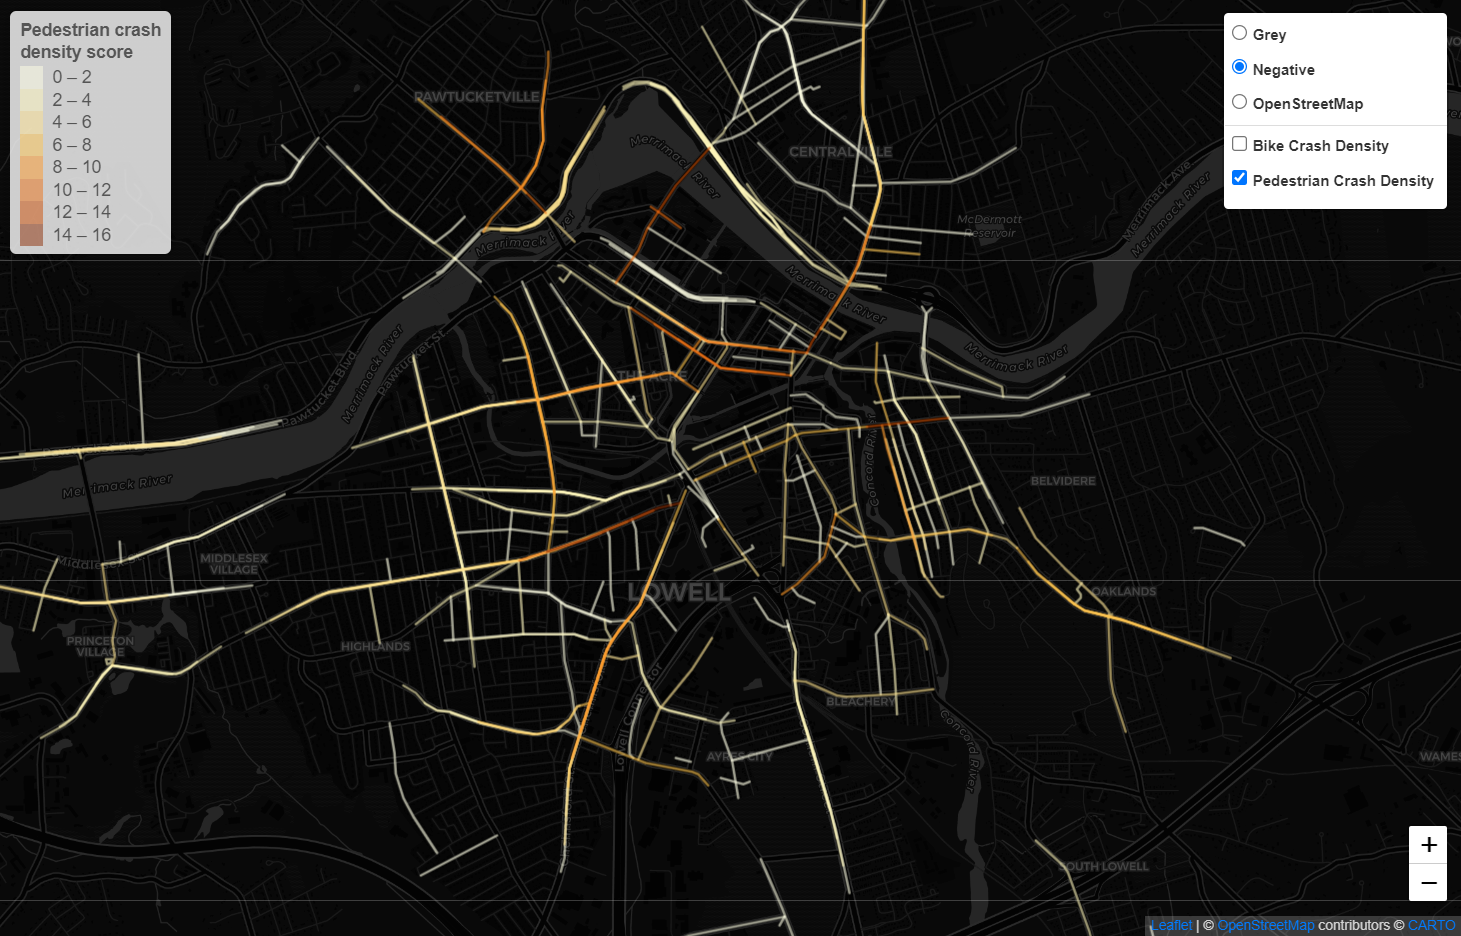 Pedestrian crash
density score
0 – 2
2 – 4
4 – 6
6 – 8
8 – 10
10 – 12
12 – 14
14 – 16
Grey
Negative
OpenStreetMap
Bike Crash Density
Pedestrian Crash Density
PAWTUCKETVILLE
CENTRALVILLE
Merrimack River
Merrimack Ave
Merrimack River
McDermott
Reservoir
Merrimack River
Merrimack River
Merrimack River
Pawtucket Blvd
Merrimack River
Pawtucket St
THE ACRE
Concord River
BELVIDERE
Merrimack River
Middlesex St
MIDDLESEX
VILLAGE
LOWELL
OAKLANDS
PRINCETON
VILLAGE
HIGHLANDS
Lowell Connector
BLEACHERY
Concord River
AYRES CITY
WAMES
SOUTH LOWELL
+
−
Leaflet | © OpenStreetMap contributors © CARTO